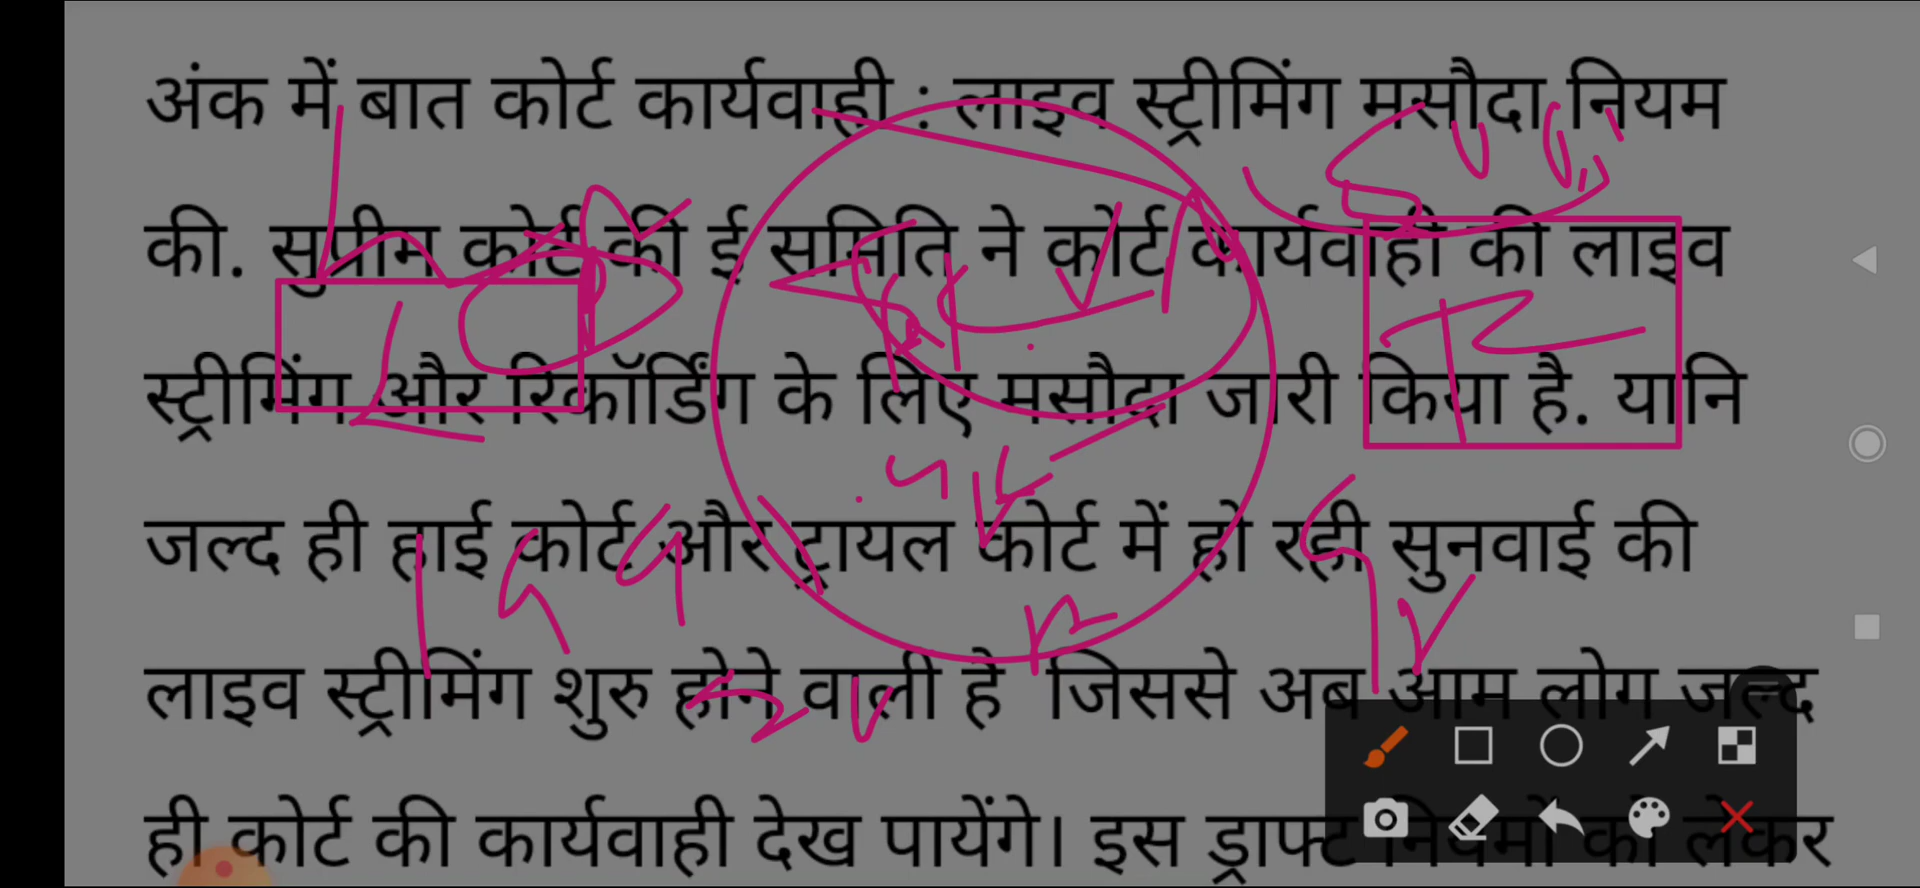 अंक में बात कोर्ट कार्यवाही : लाइव स्ट्रीमिंग मसौदा नियम
की. सुप्रीम कोर्ट की ई समिति ने कोर्ट कार्यवाही की लाइव
स्ट्रीमिंग और रिकॉर्डिंग के लिए मसौदा जारी किया है. यानि
जल्द ही हाई कोर्ट और ट्रायल कोर्ट में हो रही सुनवाई की
लाइव स्ट्रीमिंग शुरु होने वाली है जिससे अब आम लोग जल्द
ही कोर्ट की कार्यवाही देख पायेंगे। इस ड्राफ्ट नियमों को लेकर